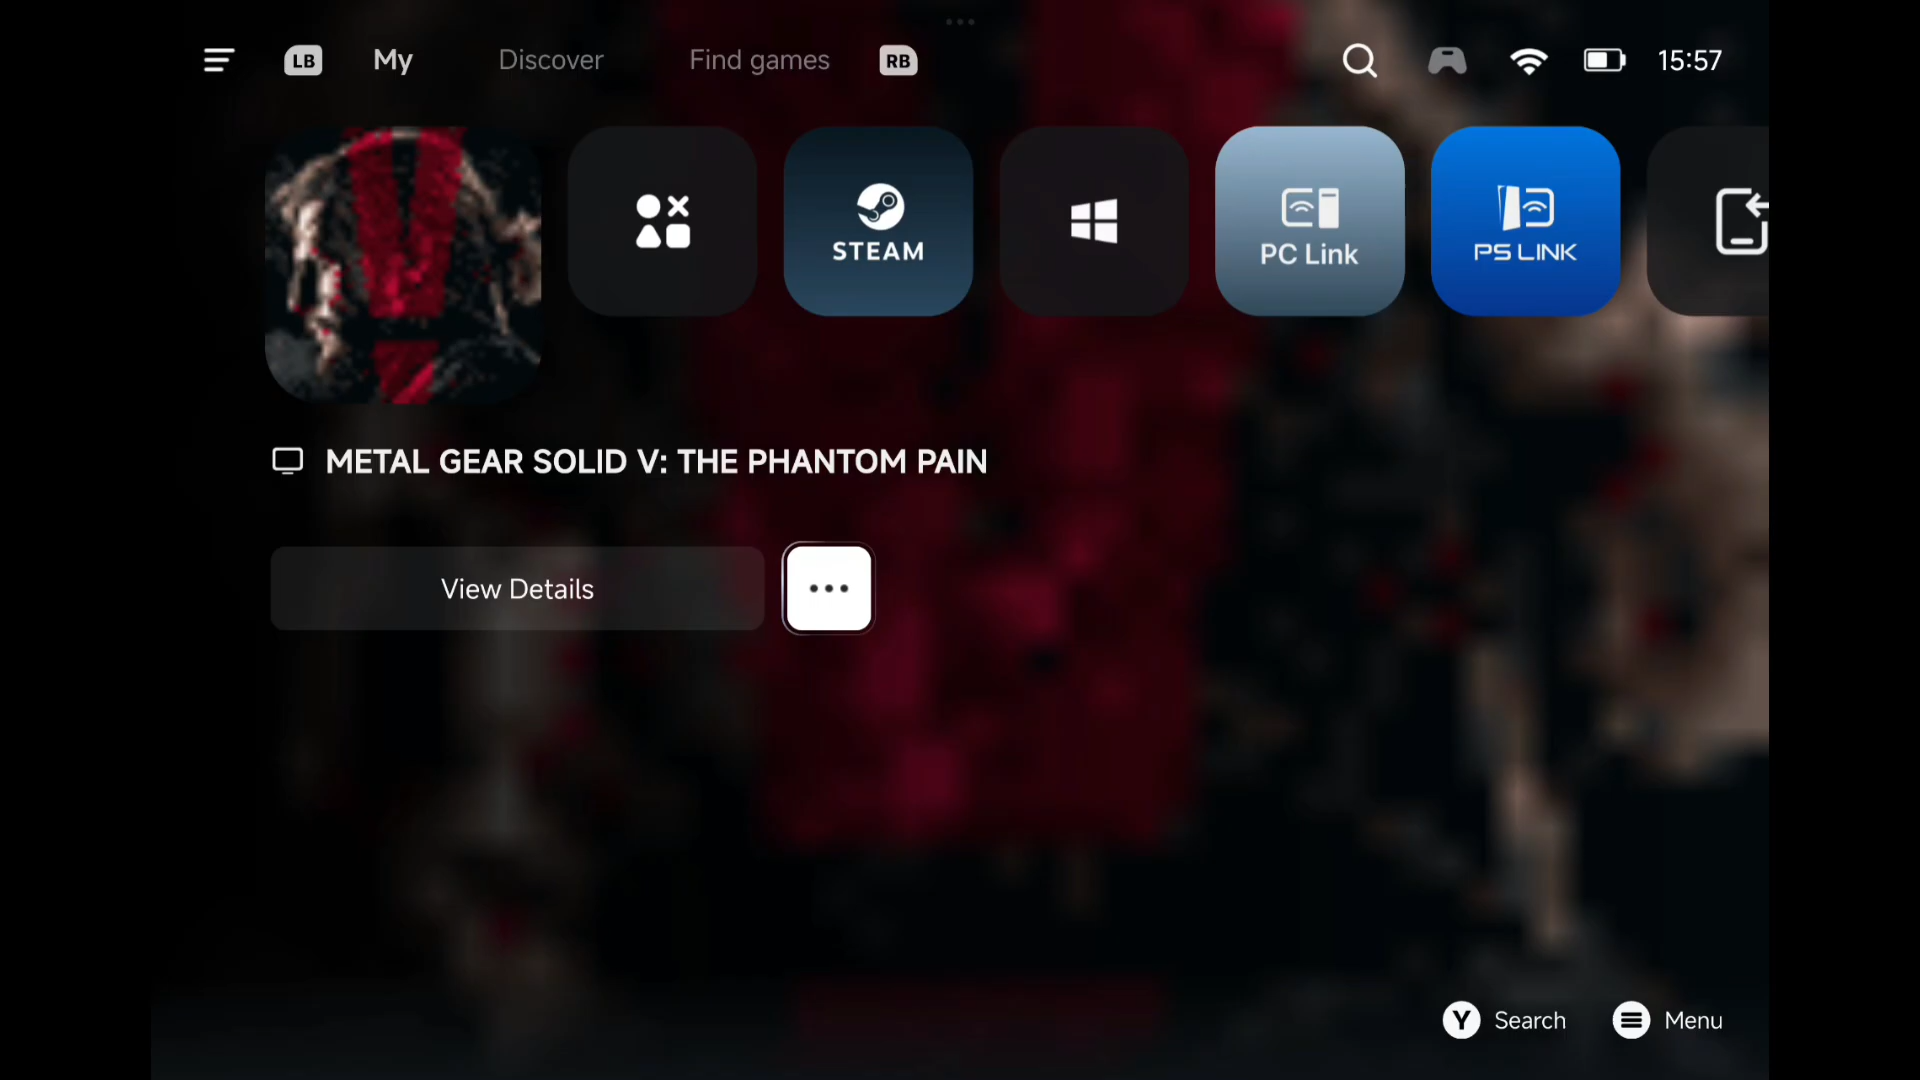 LB My Discover Find games RB 15:57
STEAM
PC Link
PS LINK
METAL GEAR SOLID V: THE PHANTOM PAIN
View Details
Y Search Menu